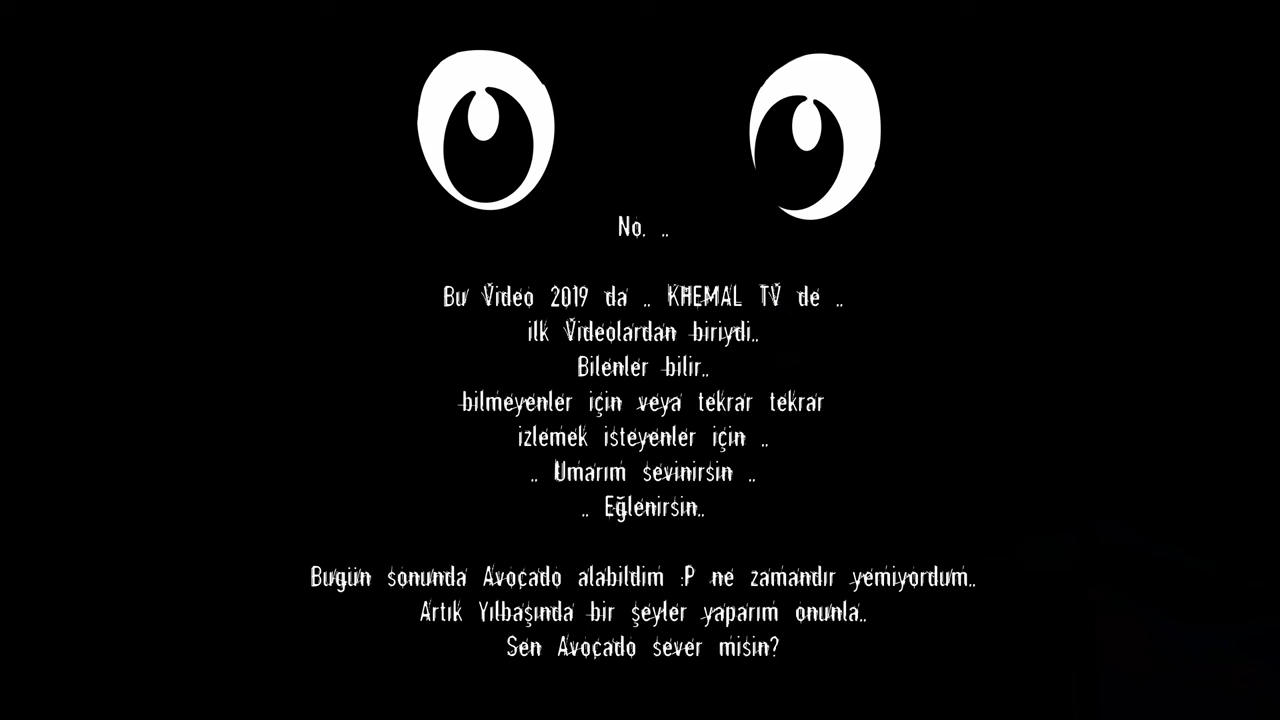 No. ..
Bu Video 2019 da .. KHEMAL TV de ..
ilk Videolardan biriydi..
Bilenler bilir..
bilmeyenler için veya tekrar tekrar
izlemek isteyenler için ..
.. Umarım sevinirsin ..
.. Eğlenirsin..
Bugün sonunda Avoçado alabildim :P ne zamandır yemiyordum..
Artık Yılbaşında bir şeyler yaparım onunla..
Sen Avoçado sever misin?